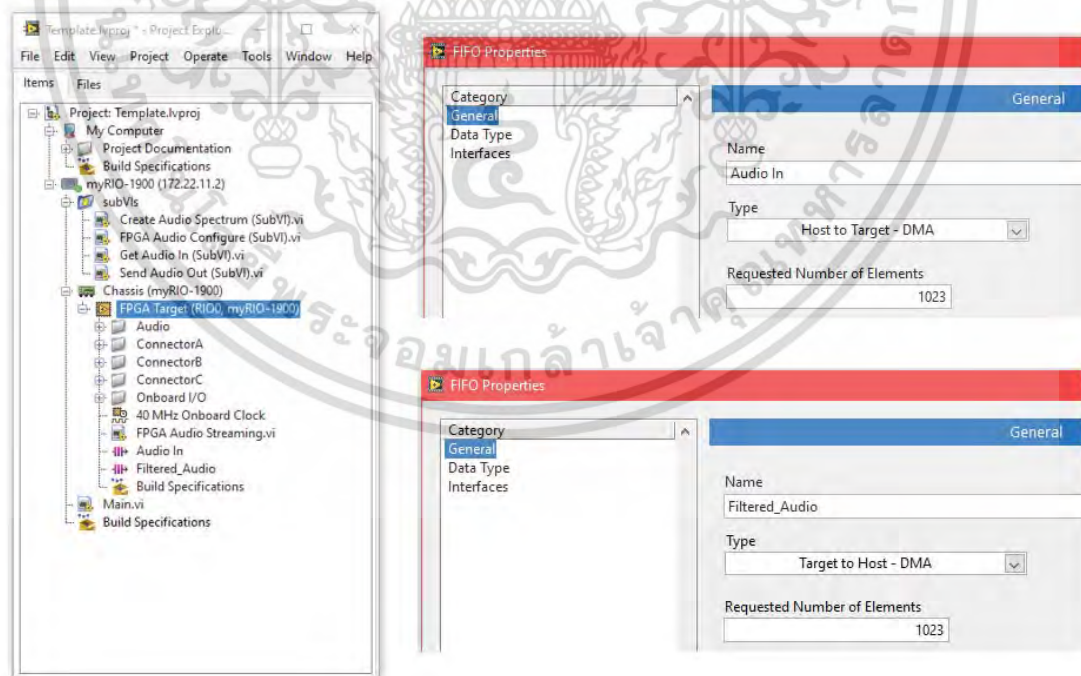 Template.lvproj * - Project Explo...
File Edit View Project Operate Tools Window Help
Items Files
Project: Template.lvproj
My Computer
Project Documentation
Build Specifications
myRIO-1900 (172.22.11.2)
subVIs
Create Audio Spectrum (SubVI).vi
FPGA Audio Configure (SubVI).vi
Get Audio In (SubVI).vi
Send Audio Out (SubVI).vi
Chassis (myRIO-1900)
FPGA Target (RIO0, myRIO-1900)
Audio
ConnectorA
ConnectorB
ConnectorC
Onboard I/O
40 MHz Onboard Clock
FPGA Audio Streaming.vi
Audio In
Filtered_Audio
Build Specifications
Main.vi
Build Specifications
FIFO Properties
Category
General
Data Type
Interfaces
General
Name
Audio In
Type
Host to Target - DMA
Requested Number of Elements
1023
FIFO Properties
Category
General
Data Type
Interfaces
General
Name
Filtered_Audio
Type
Target to Host - DMA
Requested Number of Elements
1023